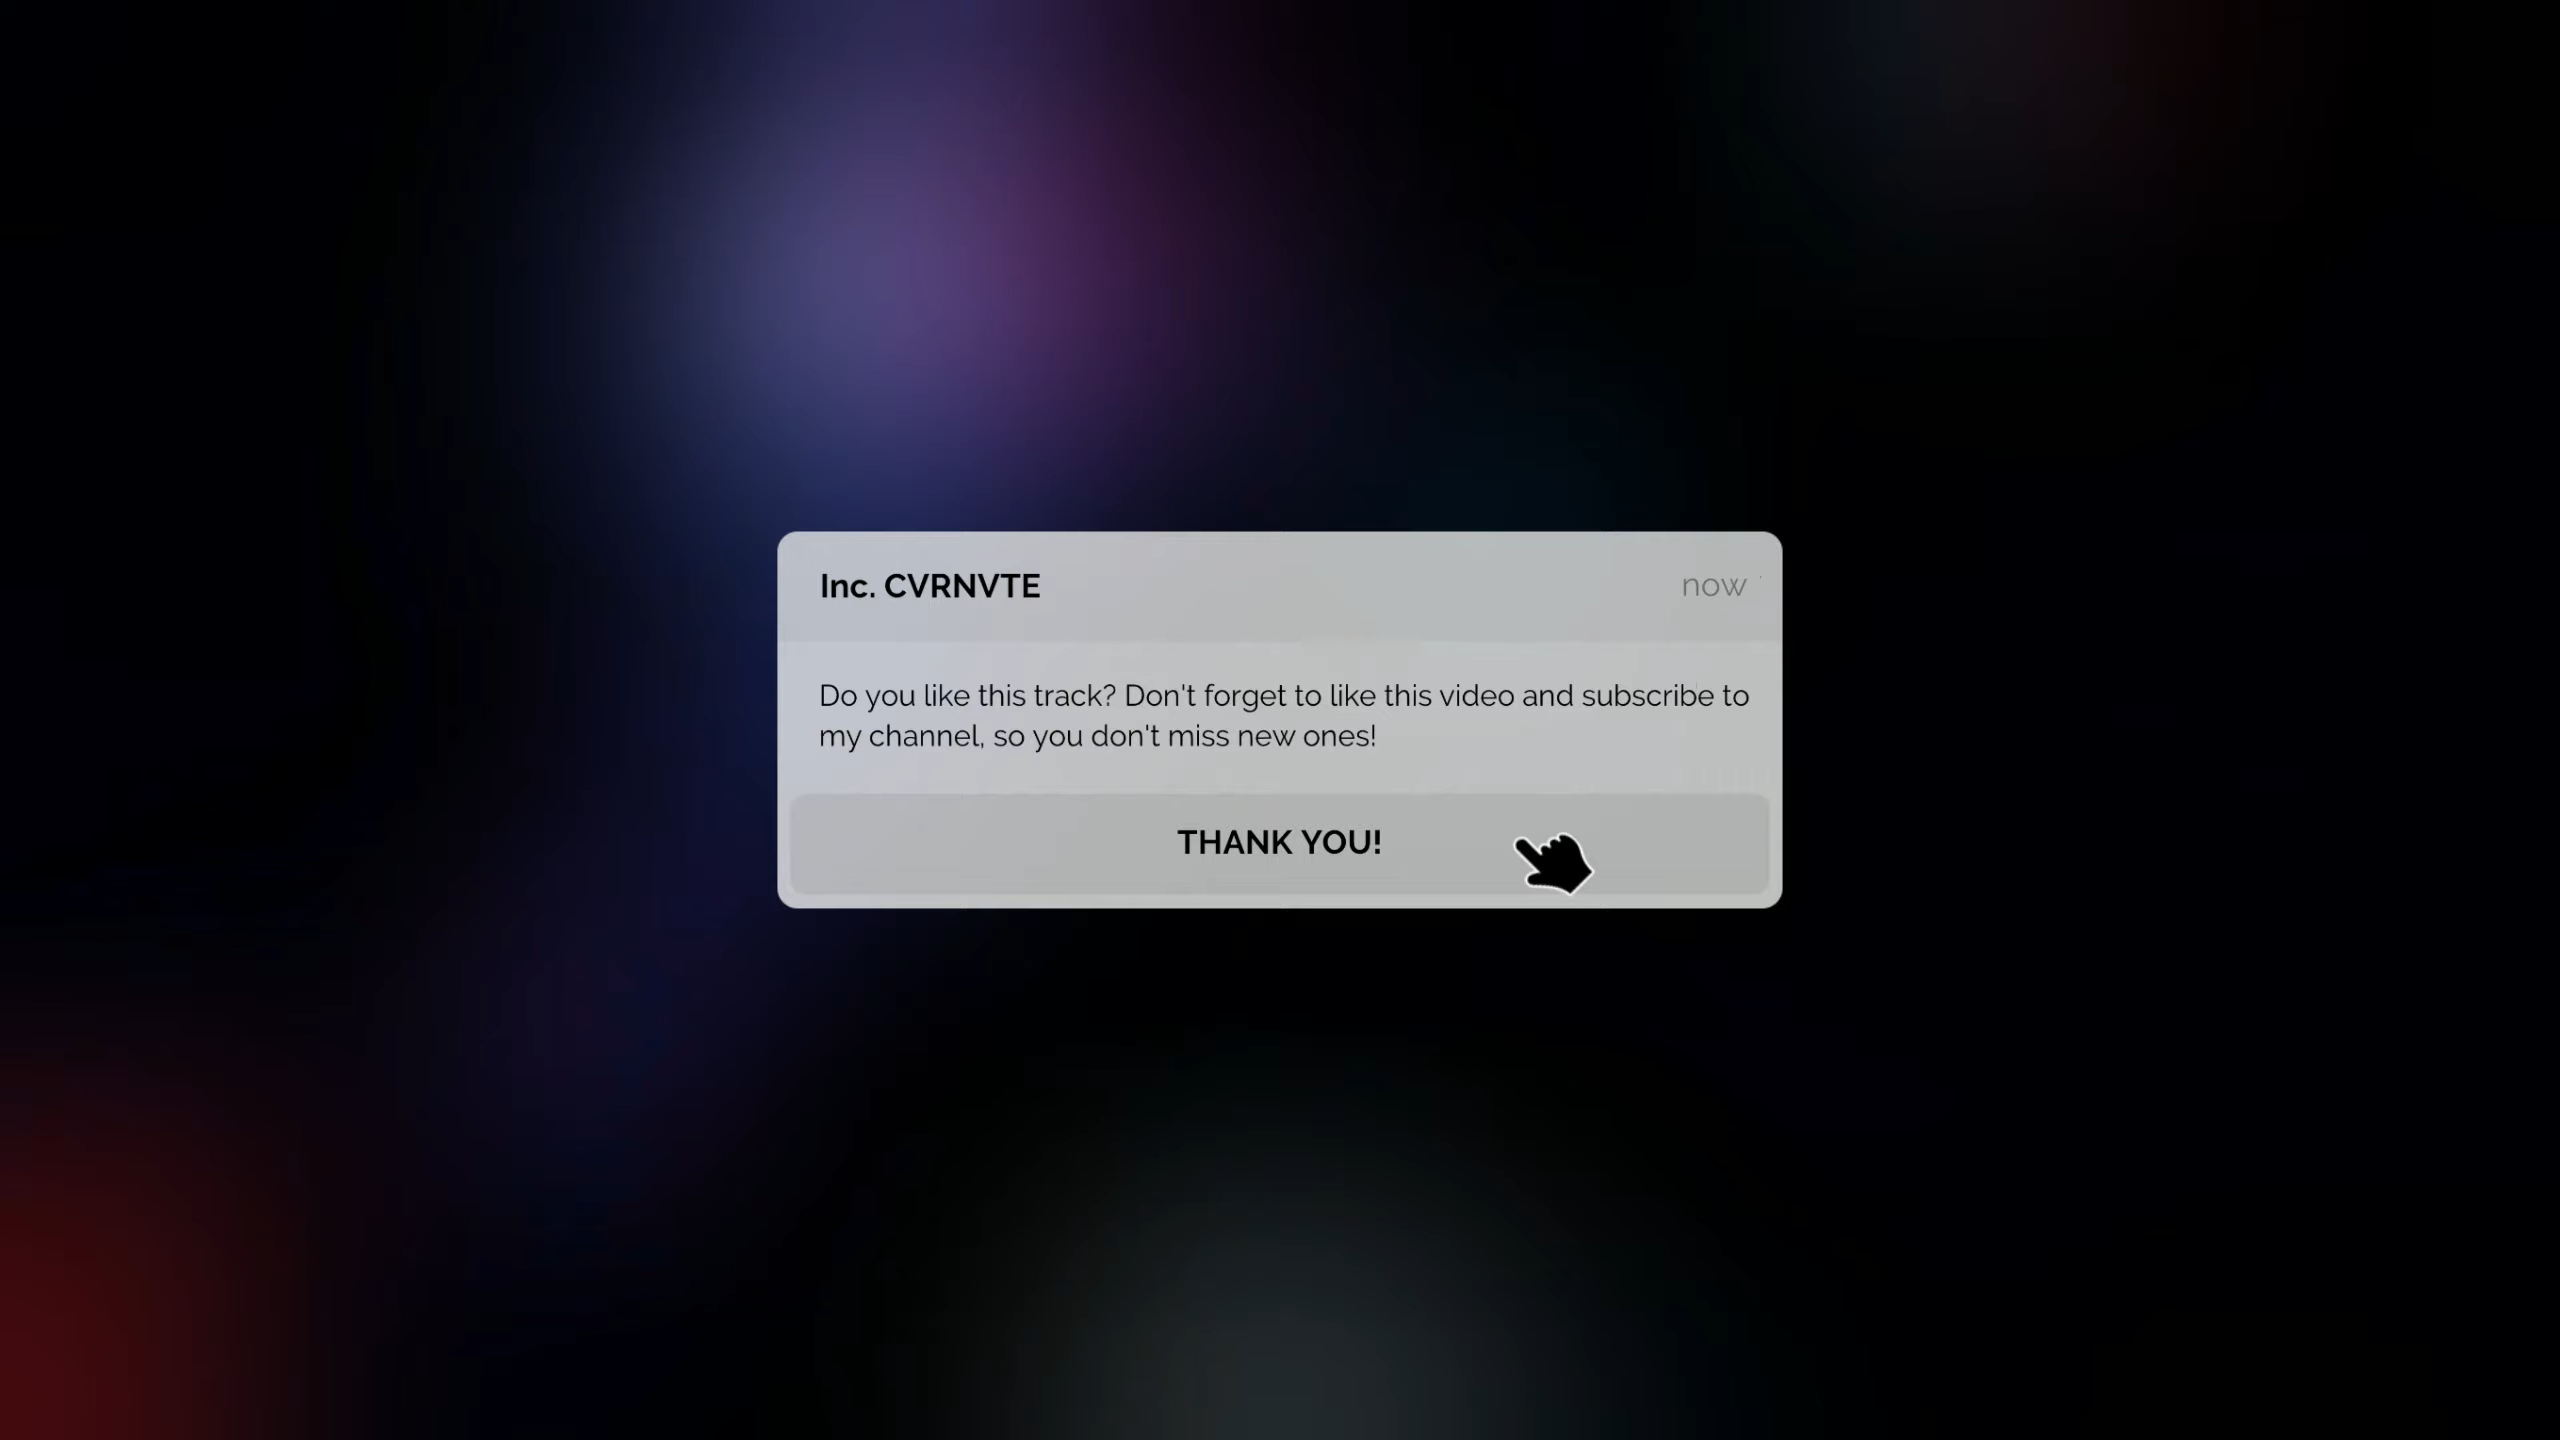 Inc. CVRNVTE
now
Do you like this track? Don't forget to like this video and subscribe to
my channel, so you don't miss new ones!
THANK YOU!